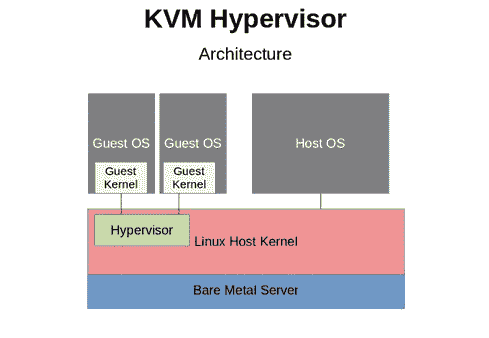 KVM Hypervisor
Architecture
Guest OS
Guest OS
Host OS
Guest
Kernel
Guest
Kernel
Hypervisor
Linux Host Kernel
Bare Metal Server